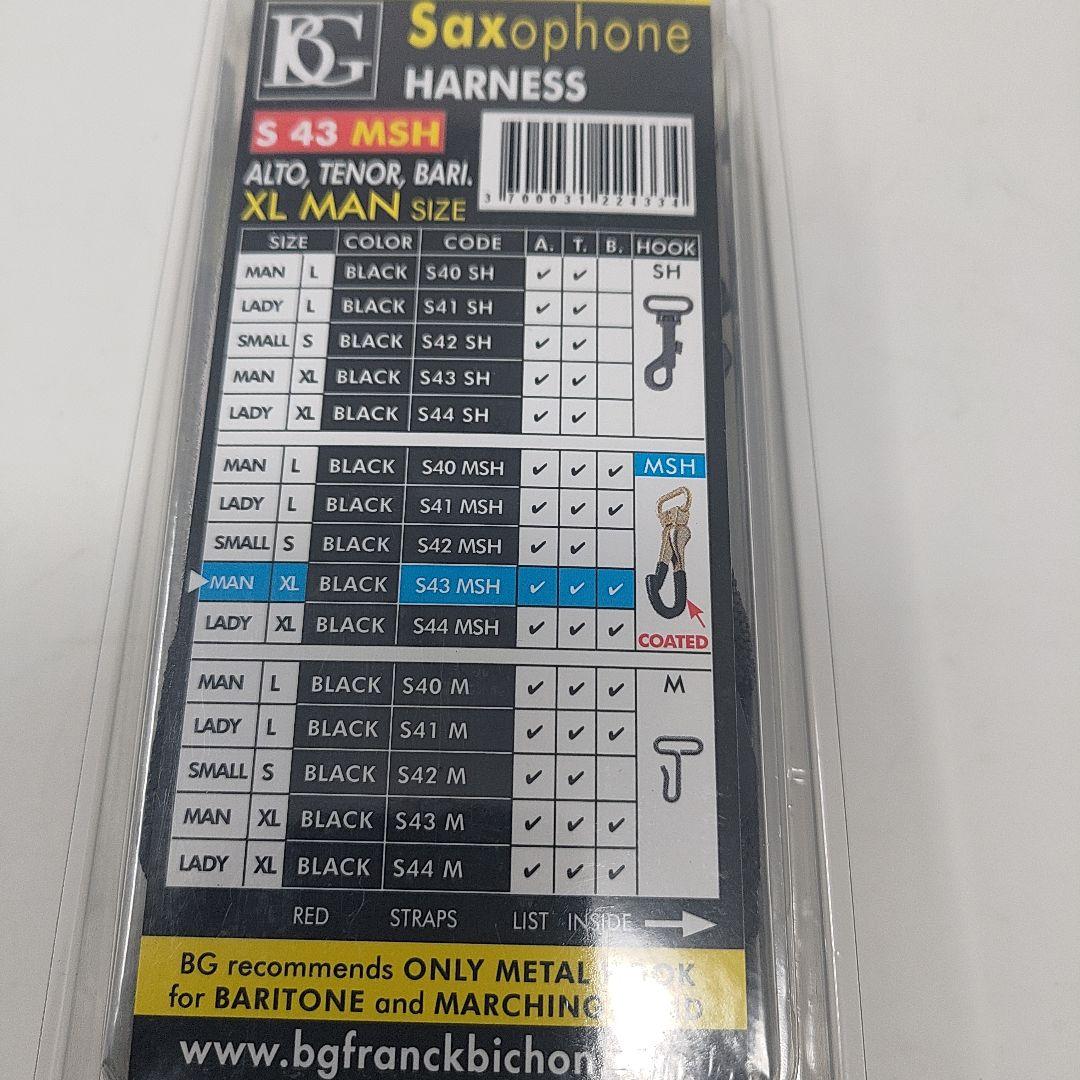 BG
Saxophone
HARNESS
S 43 MSH
ALTO, TENOR, BARI.
XL MAN SIZE
3 700031 224334
SIZE COLOR CODE A. T. B. HOOK
MAN L BLACK S40 SH ✓ ✓ SH
LADY L BLACK S41 SH ✓ ✓
SMALL S BLACK S42 SH ✓ ✓
MAN XL BLACK S43 SH ✓ ✓
LADY XL BLACK S44 SH ✓ ✓
MAN L BLACK S40 MSH ✓ ✓ ✓ MSH
LADY L BLACK S41 MSH ✓ ✓ ✓
SMALL S BLACK S42 MSH ✓ ✓
MAN XL BLACK S43 MSH ✓ ✓ ✓
LADY XL BLACK S44 MSH ✓ ✓ ✓ COATED
MAN L BLACK S40 M ✓ ✓ ✓ M
LADY L BLACK S41 M ✓ ✓ ✓
SMALL S BLACK S42 M ✓ ✓
MAN XL BLACK S43 M ✓ ✓ ✓
LADY XL BLACK S44 M ✓ ✓ ✓
RED STRAPS LIST INSIDE
BG recommends ONLY METAL
for BARITONE and MARCHING